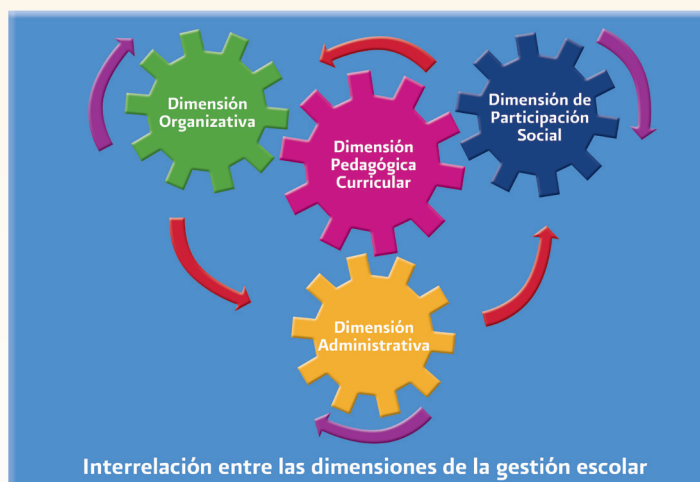 Dimensión
Organizativa
Dimensión
Pedagógica
Curricular
Dimensión de
Participación
Social
Dimensión
Administrativa
Interrelación entre las dimensiones de la gestión escolar